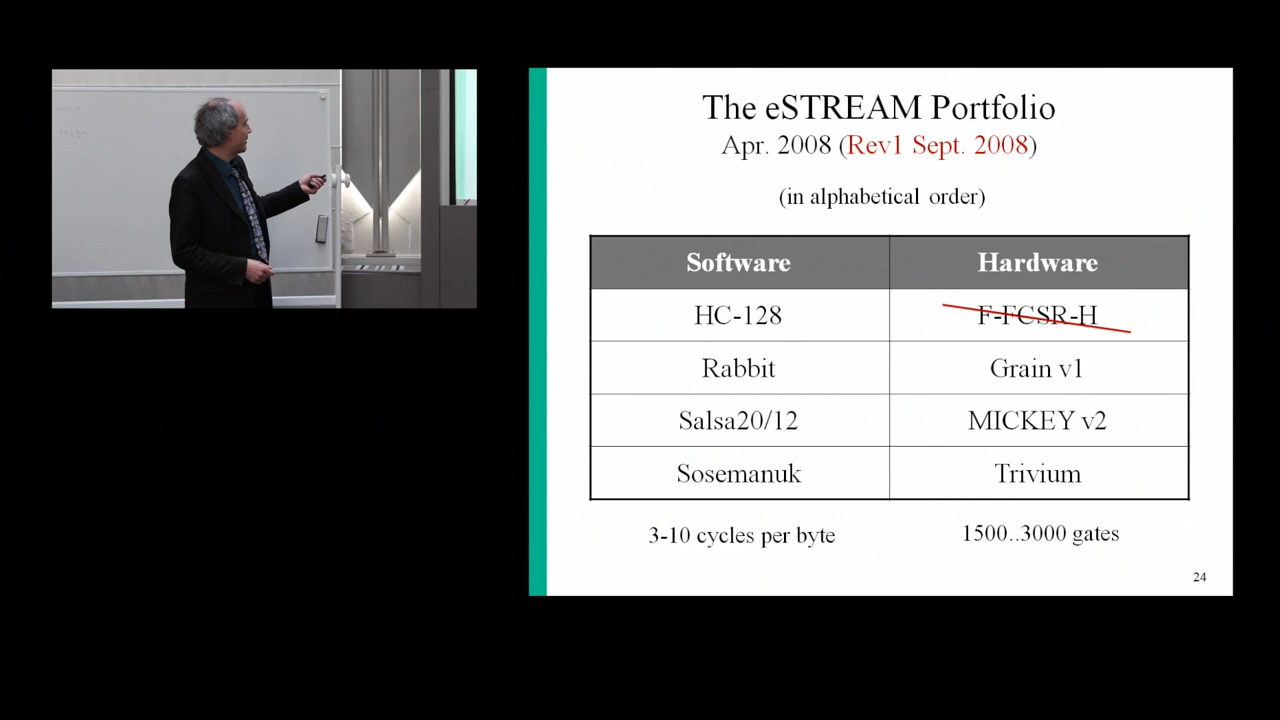 The eSTREAM Portfolio
Apr. 2008 (Rev1 Sept. 2008)
(in alphabetical order)
Software Hardware
HC-128 F-FCSR-H
Rabbit Grain v1
Salsa20/12 MICKEY v2
Sosemanuk Trivium
3-10 cycles per byte 1500..3000 gates
24